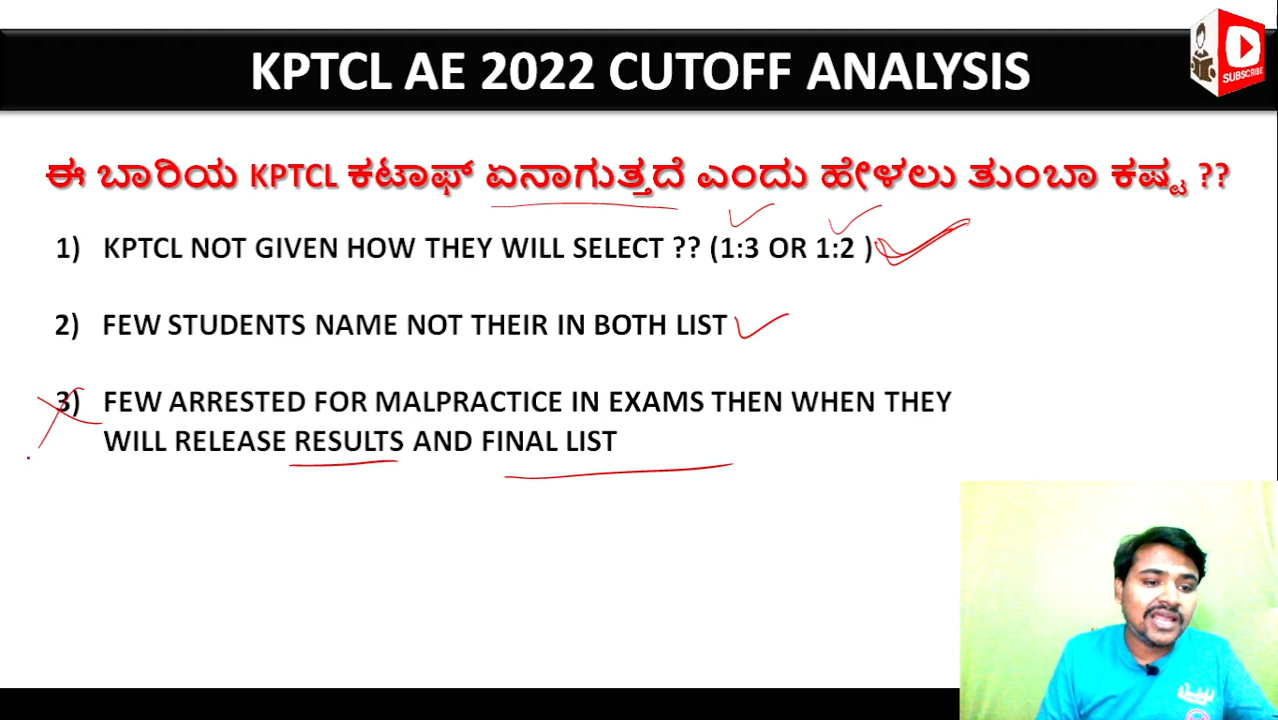 KPTCL AE 2022 CUTOFF ANALYSIS
SUBSCRIBE
ಈ ಬಾರಿಯ KPTCL ಕಟಾಫ್ ಏನಾಗುತ್ತದೆ ಎಂದು ಹೇಳಲು ತುಂಬಾ ಕಷ್ಟ ??
1) KPTCL NOT GIVEN HOW THEY WILL SELECT ?? (1:3 OR 1:2 )
2) FEW STUDENTS NAME NOT THEIR IN BOTH LIST
3) FEW ARRESTED FOR MALPRACTICE IN EXAMS THEN WHEN THEY
WILL RELEASE RESULTS AND FINAL LIST